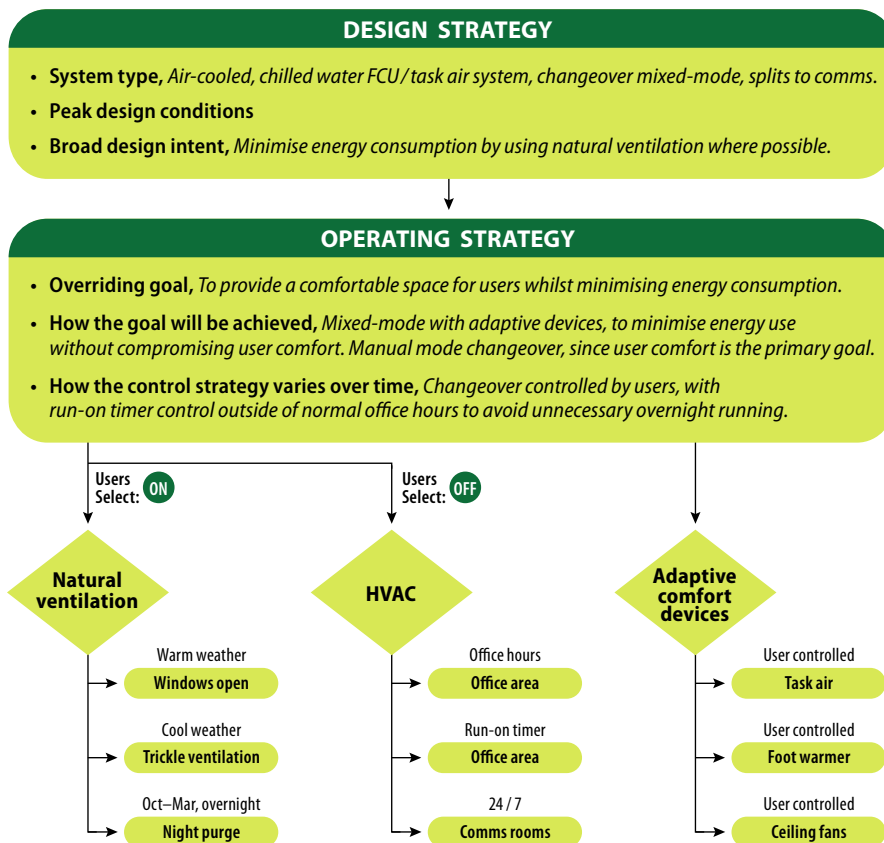 DESIGN STRATEGY
• System type, Air-cooled, chilled water FCU/task air system, changeover mixed-mode, splits to comms.
• Peak design conditions
• Broad design intent, Minimise energy consumption by using natural ventilation where possible.
OPERATING STRATEGY
• Overriding goal, To provide a comfortable space for users whilst minimising energy consumption.
• How the goal will be achieved, Mixed-mode with adaptive devices, to minimise energy use
without compromising user comfort. Manual mode changeover, since user comfort is the primary goal.
• How the control strategy varies over time, Changeover controlled by users, with
run-on timer control outside of normal office hours to avoid unnecessary overnight running.
Users
Select: ON
Users
Select: OFF
Natural
ventilation
HVAC
Adaptive
comfort
devices
Warm weather
Windows open
Cool weather
Trickle ventilation
Oct–Mar, overnight
Night purge
Office hours
Office area
Run-on timer
Office area
24 / 7
Comms rooms
User controlled
Task air
User controlled
Foot warmer
User controlled
Ceiling fans